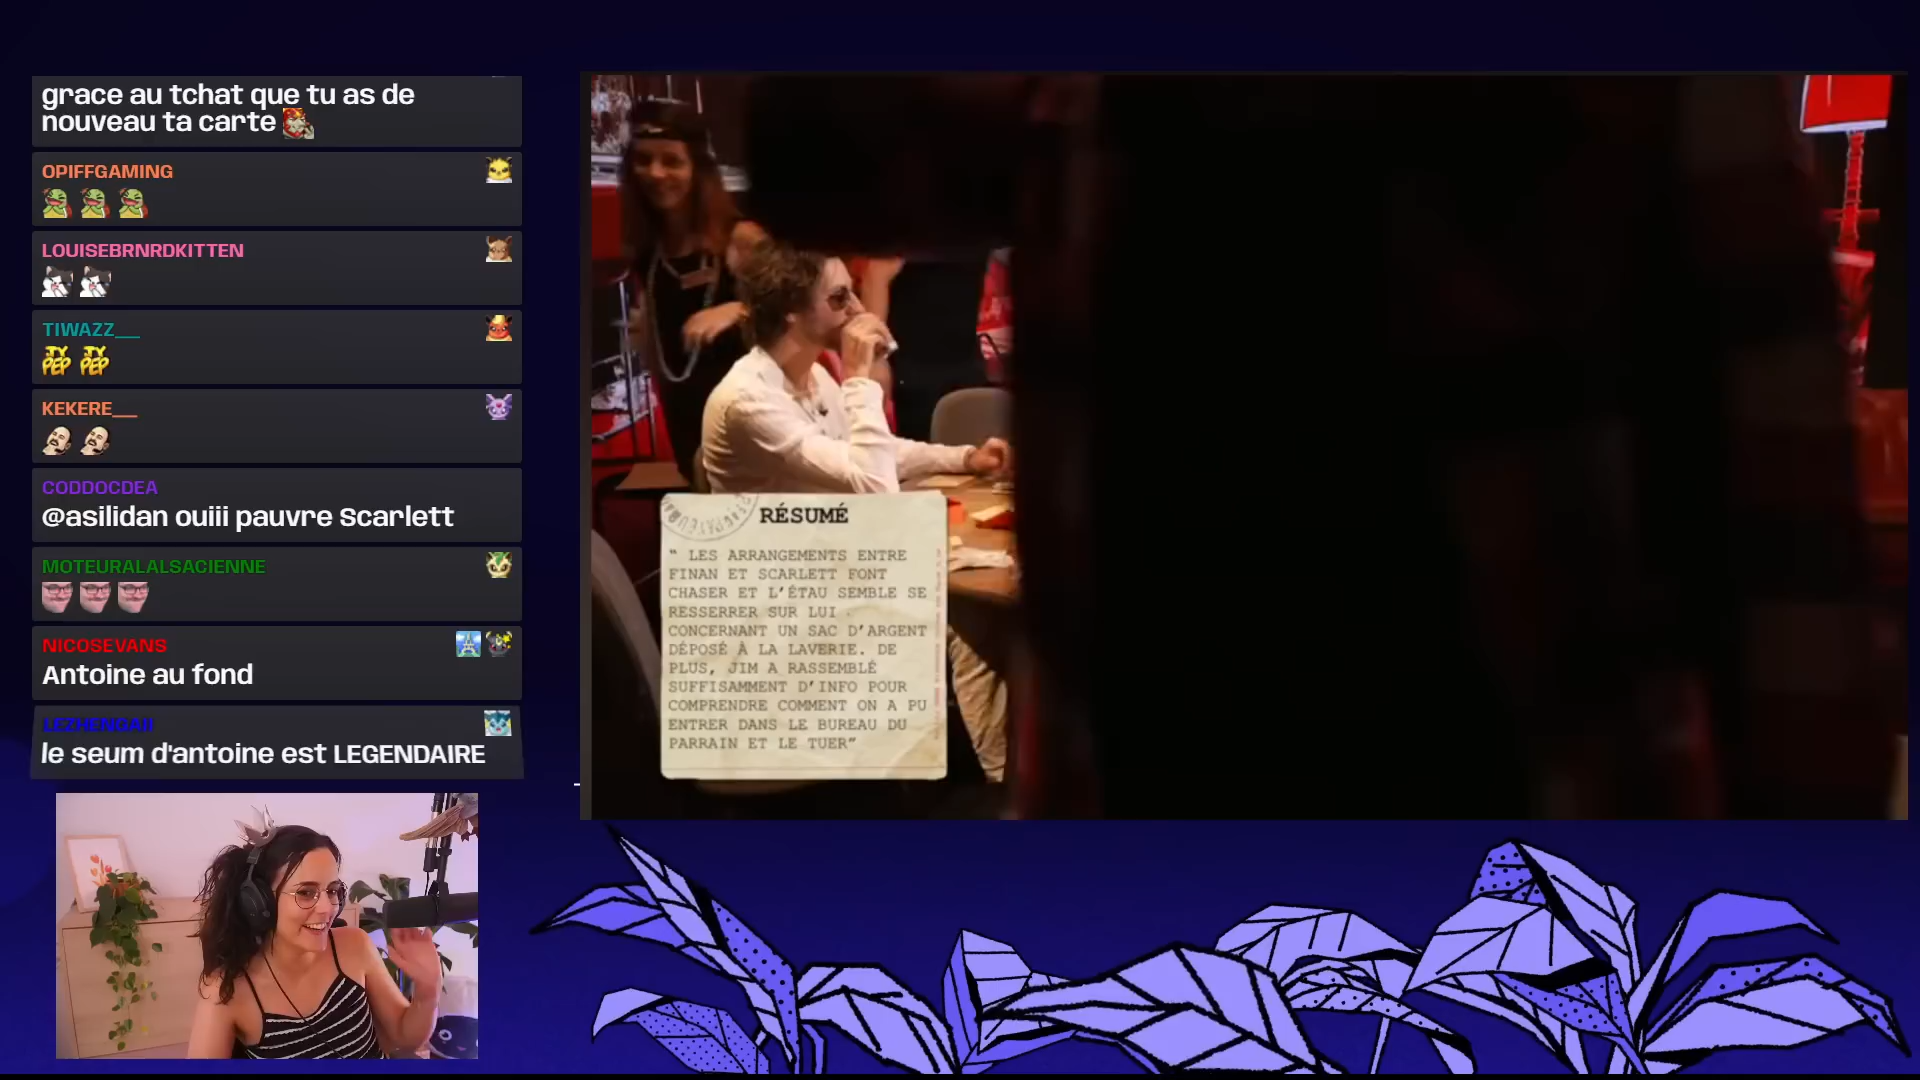 grace au tchat que tu as de
nouveau ta carte
OPIFFGAMING
LOUISEBRNRDKITTEN
TIWAZZ__
KEKERE__
CODDOCDEA
@asilidan ouiii pauvre Scarlett
MOTEURALALSACIENNE
NICOSEVANS
Antoine au fond
LEZHENGAII
le seum d'antoine est LEGENDAIRE
RÉSUMÉ
" LES ARRANGEMENTS ENTRE
FINAN ET SCARLETT FONT
CHASER ET L'ÉTAU SEMBLE SE
RESSERRER SUR LUI
CONCERNANT UN SAC D'ARGENT
DÉPOSÉ À LA LAVERIE. DE
PLUS, JIM A RASSEMBLÉ
SUFFISAMMENT D'INFO POUR
COMPRENDRE COMMENT ON A PU
ENTRER DANS LE BUREAU DU
PARRAIN ET LE TUER"